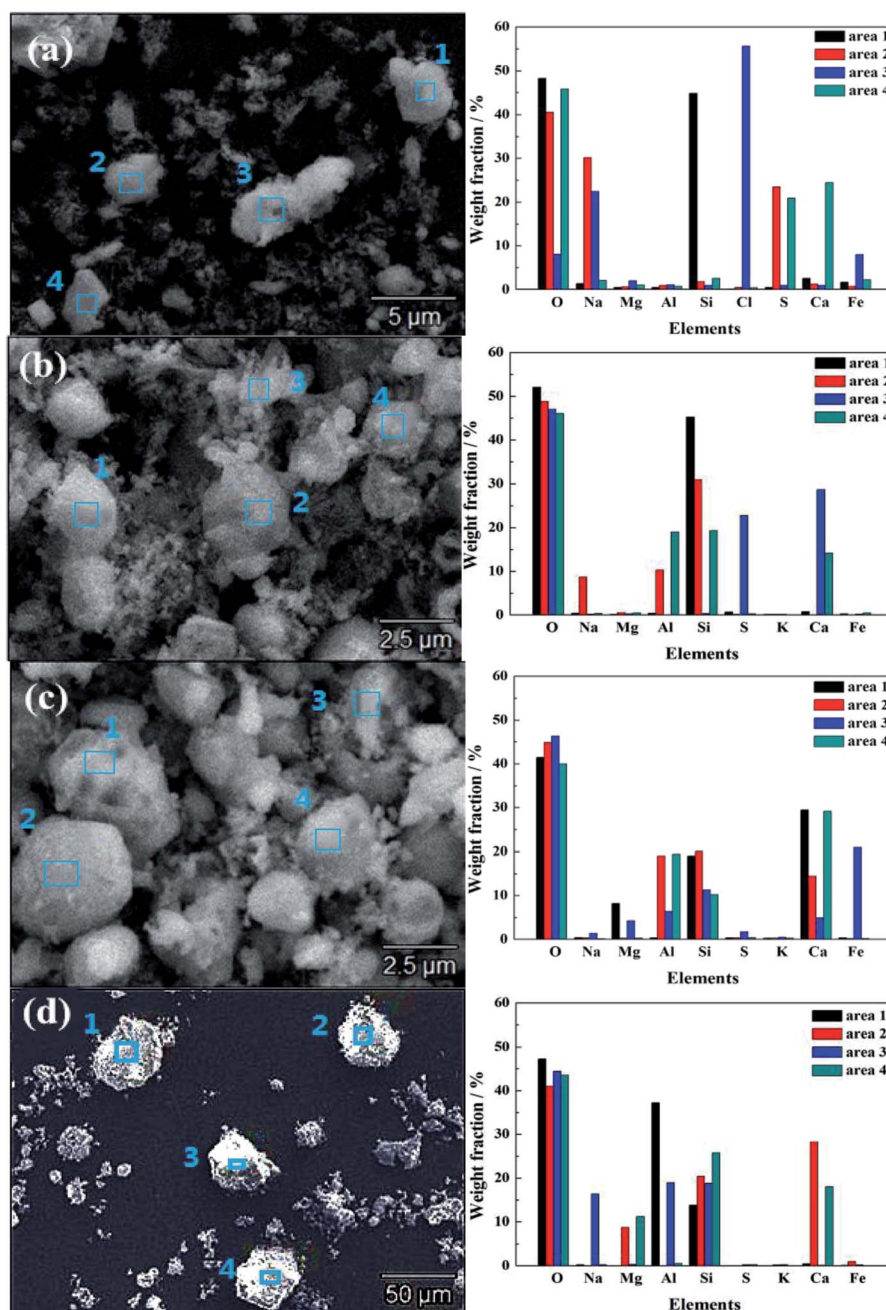 (a)
1
2
3
4
5 μm
60
50
40
30
20
10
0
Weight fraction / %
area 1
area 2
area 3
area 4
O Na Mg Al Si Cl S Ca Fe
Elements
(b)
1
2
3
4
2.5 μm
60
50
40
30
20
10
0
Weight fraction / %
area 1
area 2
area 3
area 4
O Na Mg Al Si S K Ca Fe
Elements
(c)
1
2
3
4
2.5 μm
60
50
40
30
20
10
0
Weight fraction / %
area 1
area 2
area 3
area 4
O Na Mg Al Si S K Ca Fe
Elements
(d)
1
2
3
4
50 μm
60
50
40
30
20
10
0
Weight fraction / %
area 1
area 2
area 3
area 4
O Na Mg Al Si S K Ca Fe
Elements